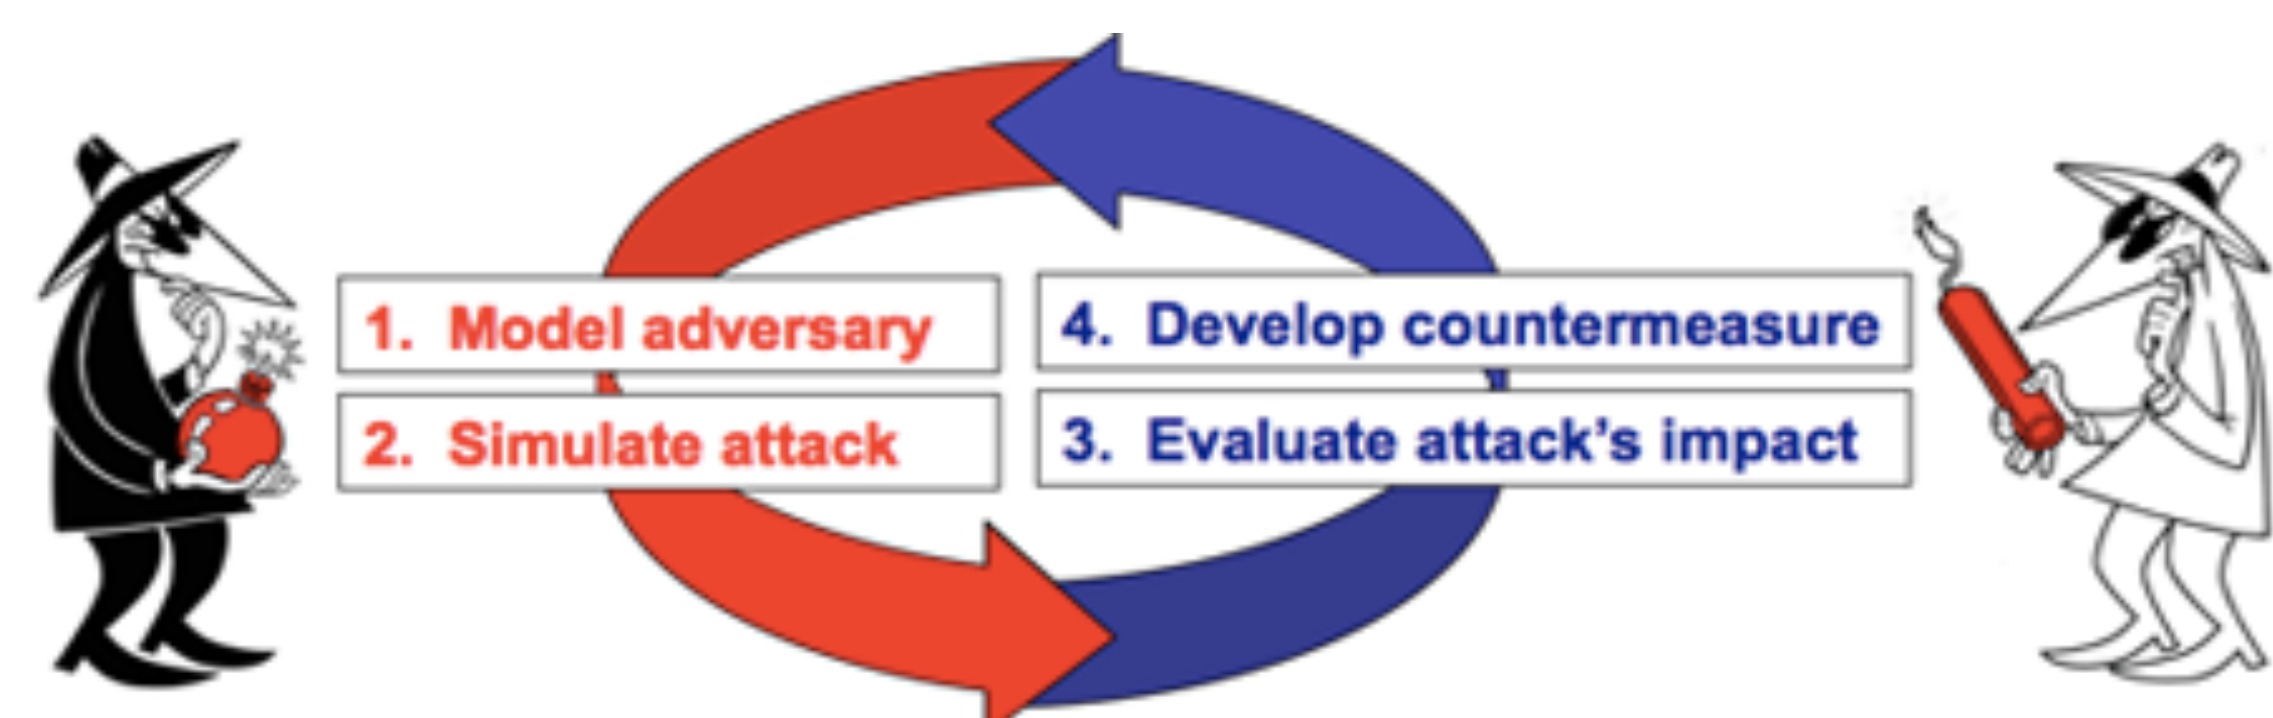 1. Model adversary
2. Simulate attack
4. Develop countermeasure
3. Evaluate attack's impact